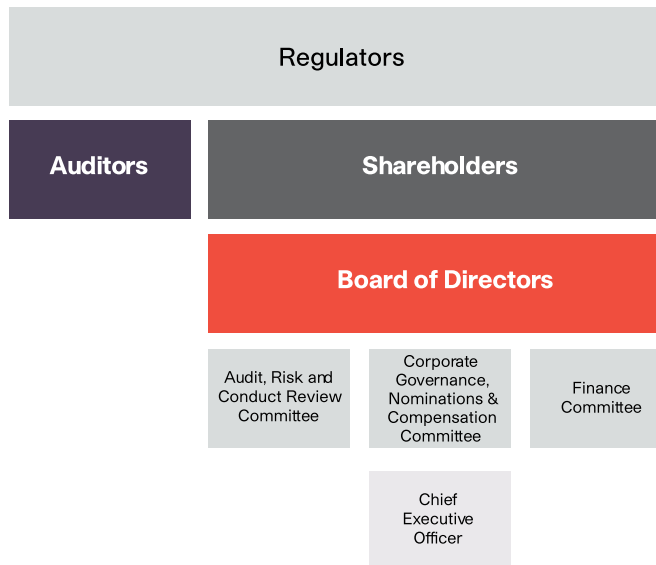 Regulators
Auditors
Shareholders
Board of Directors
Audit, Risk and
Conduct Review
Committee
Corporate
Governance,
Nominations &
Compensation
Committee
Finance
Committee
Chief
Executive
Officer